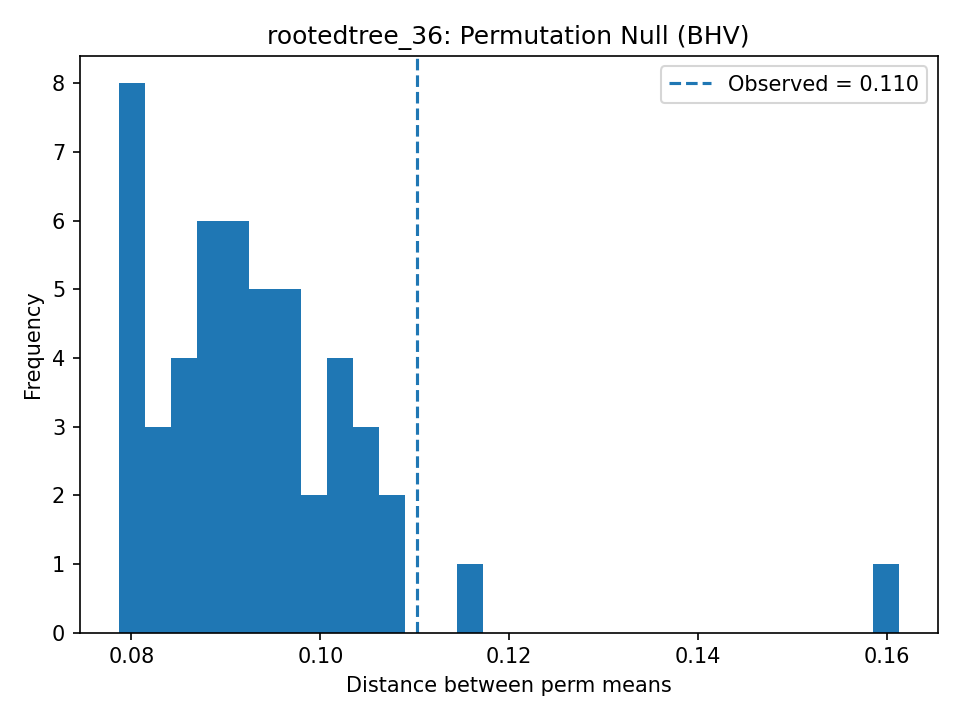 rootedtree_36: Permutation Null (BHV)
Observed = 0.110
Frequency
8
7
6
5
4
3
2
1
0
0.08 0.10 0.12 0.14 0.16
Distance between perm means